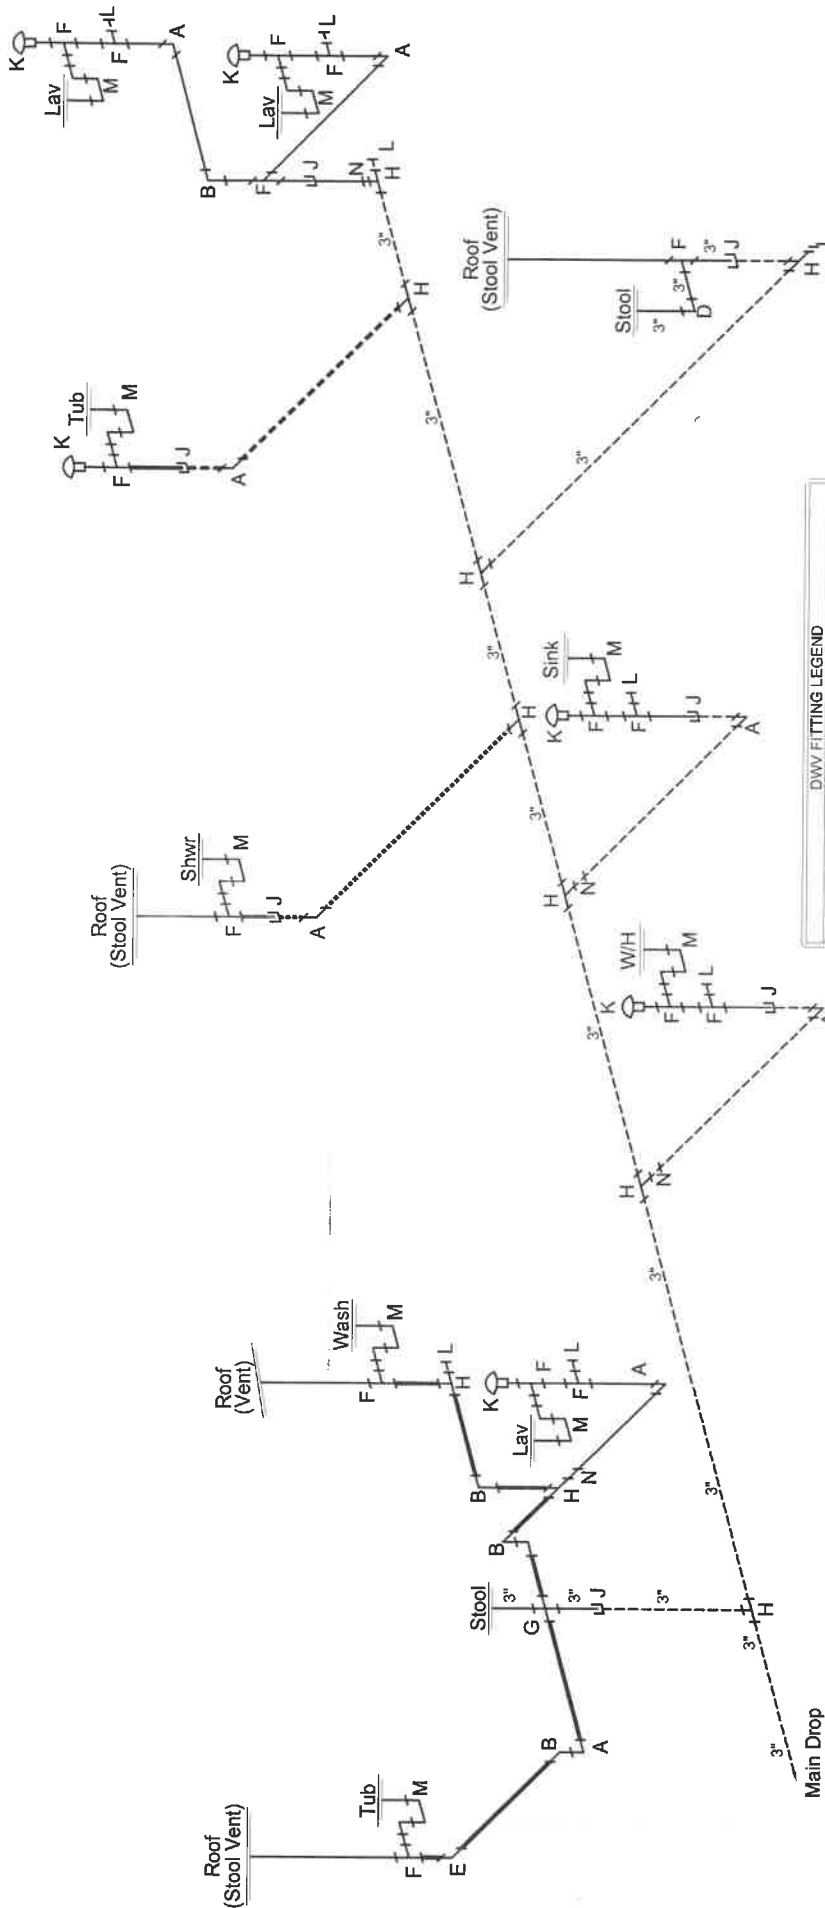 Roof
(Stool Vent)
Tub
F
M
E
B
A
Stool
3"
G
3"
J
3"
H
3"
3"
Main Drop
Roof
(Vent)
Wash
F
M
H
L
B
B
H
N
K
Lav
F
M
F
L
A
3"
3"
H
N
W/H
K
M
F
F
L
J
3"
H
N
Sink
K
M
F
F
L
J
A
3"
H
Roof
(Stool Vent)
Shwr
F
M
J
A
3"
H
3"
Roof
(Stool Vent)
Stool
3"
D
3"
F
3"
J
H
L
3"
H
K
Tub
F
M
J
A
3"
K
Lav
F
M
F
L
A
B
K
Lav
F
M
F
L
A
F
J
N
H
L
DWV FITTING LEGEND